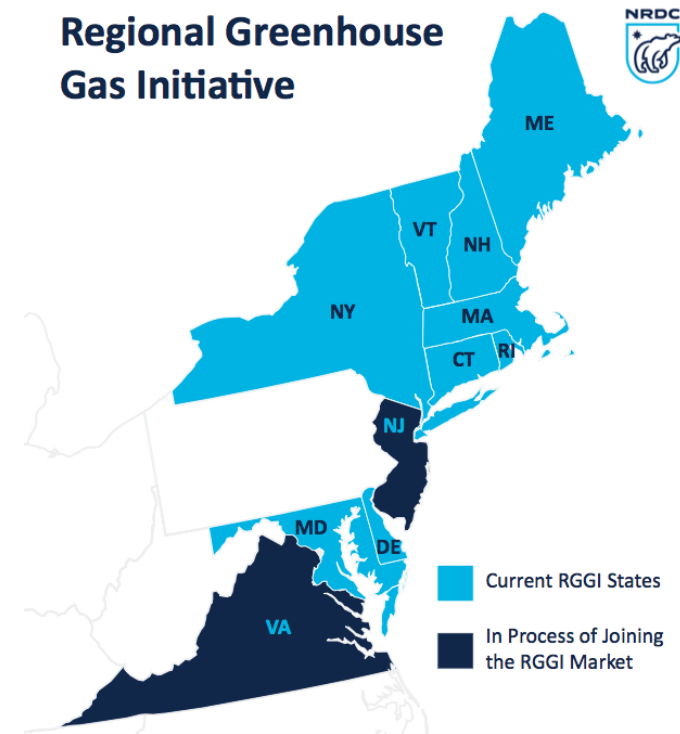 Regional Greenhouse
Gas Initiative
NRDC
ME
VT
NH
NY
MA
CT
RI
NJ
MD
DE
VA
Current RGGI States
In Process of Joining
the RGGI Market